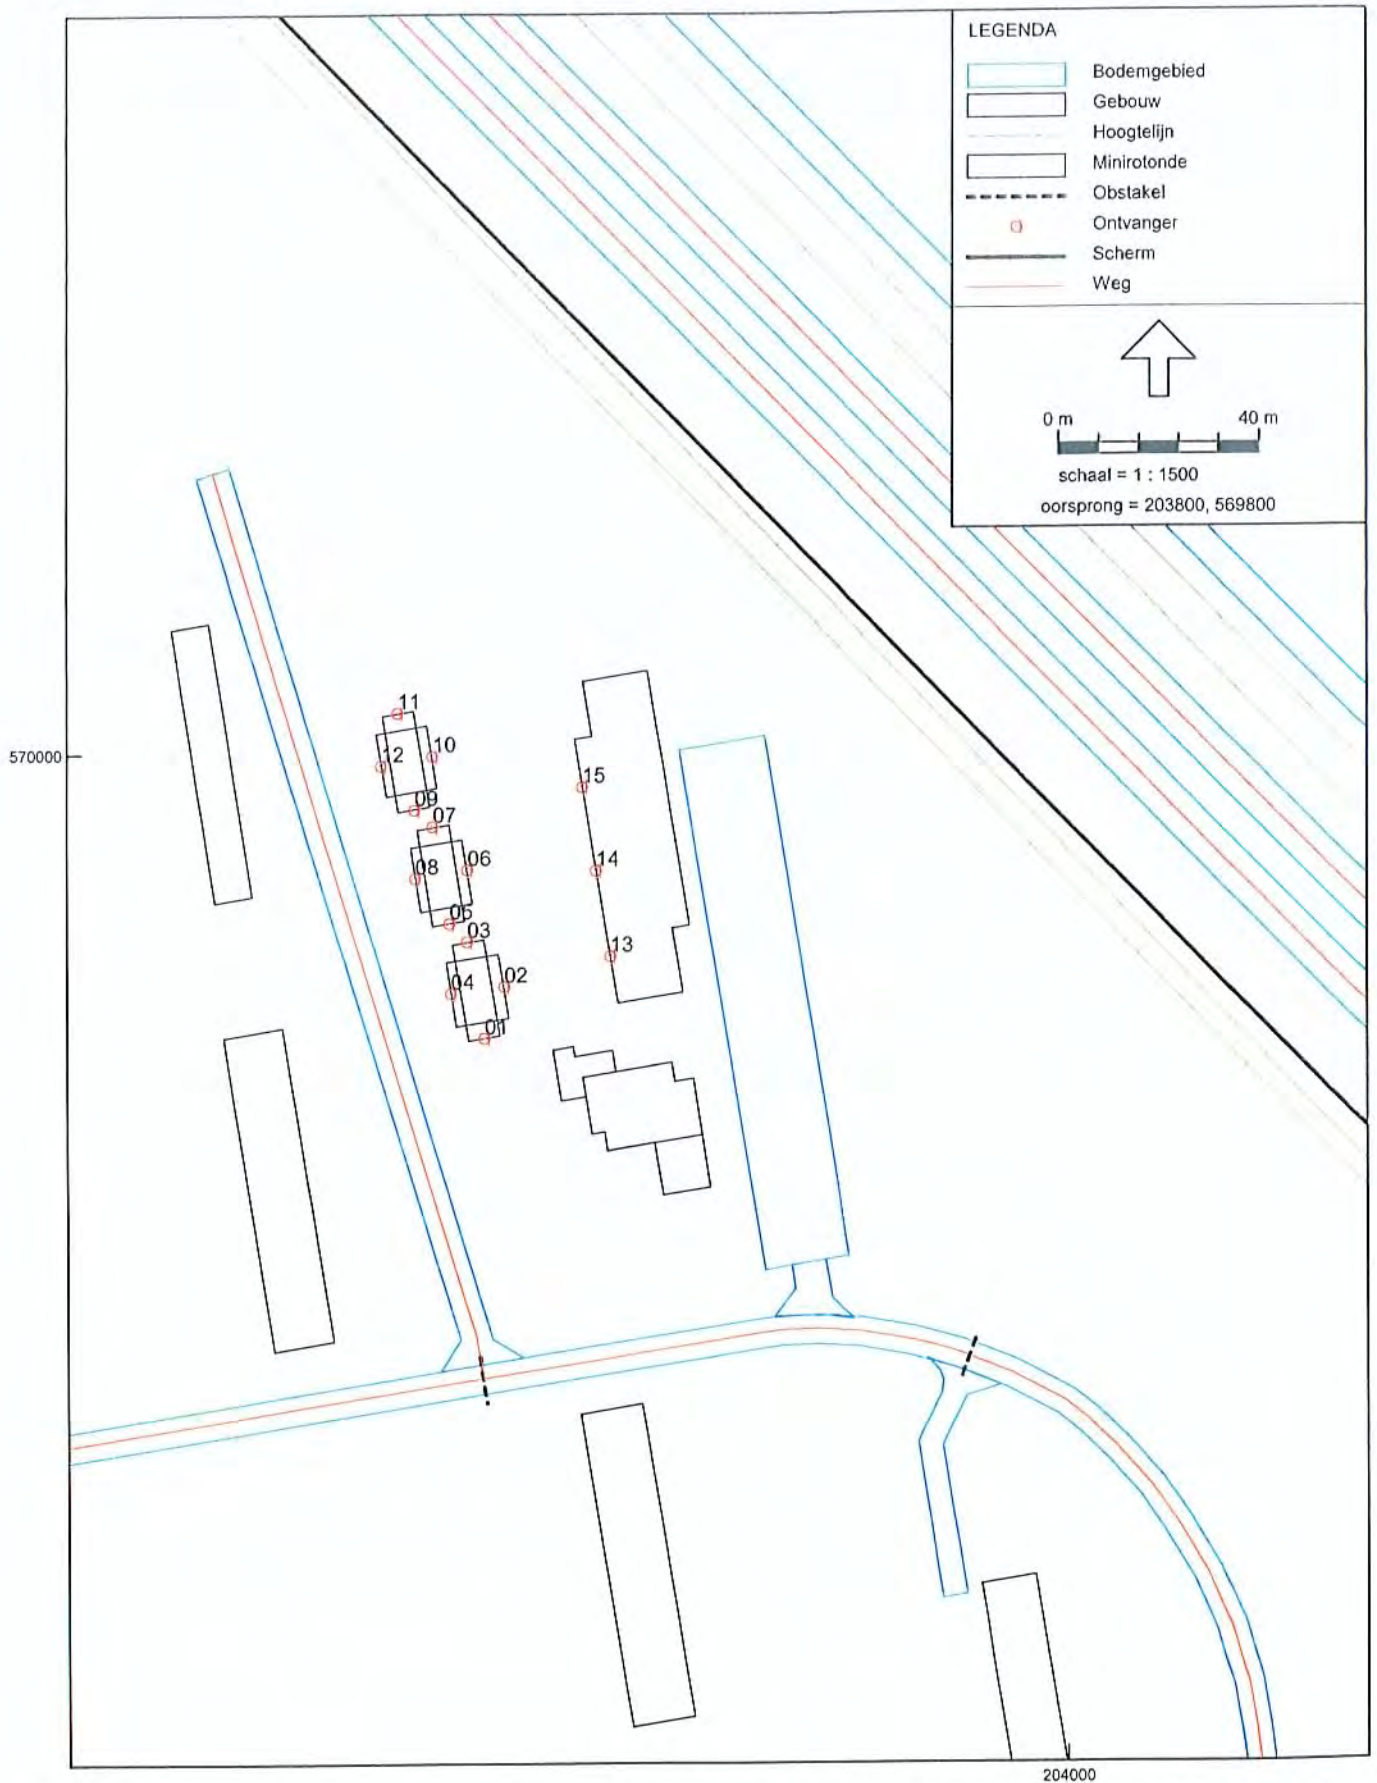 LEGENDA
Bodemgebied
Gebouw
Hoogtelijn
Minirotonde
Obstakel
Ontvanger
Scherm
Weg
0 m 40 m
schaal = 1 : 1500
oorsprong = 203800, 569800
11
10
12
570000
09
07
15
06
08
14
05
03
13
02
04
01
204000